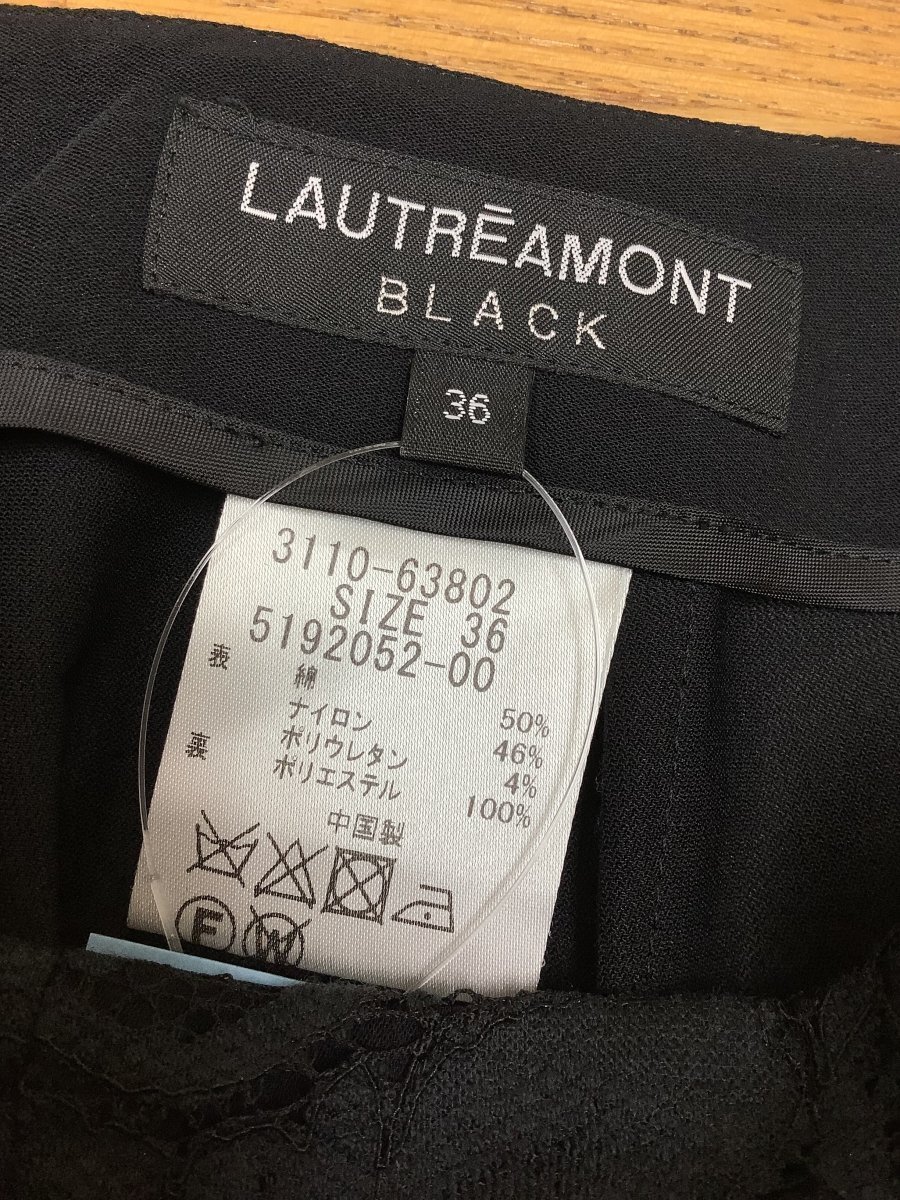 LAUTRĒAMONT
BLACK
36
3110-63802
SIZE 36
5192052-00
表 綿 50%
ナイロン 46%
ポリウレタン 4%
裏 ポリエステル 100%
中国製
F W